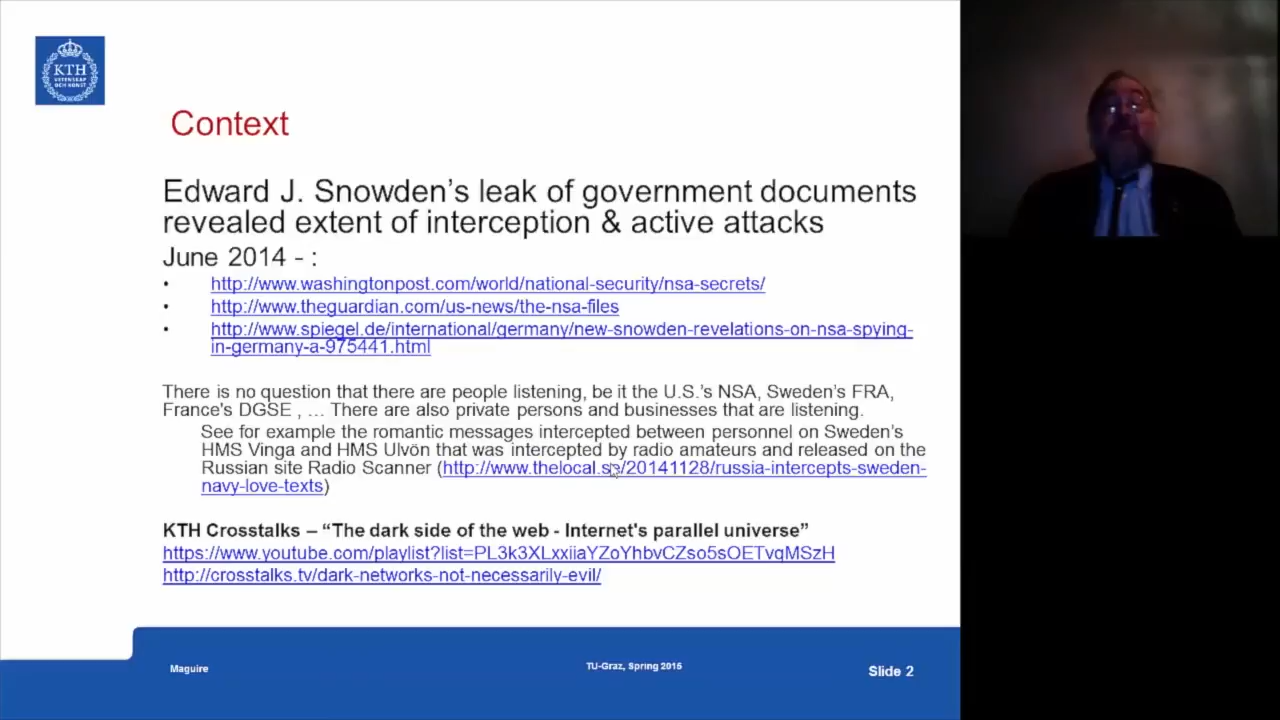 KTH
VETENSKAP
OCH KONST
Context
Edward J. Snowden's leak of government documents
revealed extent of interception & active attacks
June 2014 - :
• http://www.washingtonpost.com/world/national-security/nsa-secrets/
• http://www.theguardian.com/us-news/the-nsa-files
• http://www.spiegel.de/international/germany/new-snowden-revelations-on-nsa-spying-
in-germany-a-975441.html
There is no question that there are people listening, be it the U.S.'s NSA, Sweden's FRA,
France's DGSE , … There are also private persons and businesses that are listening.
See for example the romantic messages intercepted between personnel on Sweden's
HMS Vinga and HMS Ulvön that was intercepted by radio amateurs and released on the
Russian site Radio Scanner (http://www.thelocal.se/20141128/russia-intercepts-sweden-
navy-love-texts)
KTH Crosstalks – “The dark side of the web - Internet's parallel universe”
https://www.youtube.com/playlist?list=PL3k3XLxxiiaYZoYhbvCZso5sOETvqMSzH
http://crosstalks.tv/dark-networks-not-necessarily-evil/
Maguire
TU-Graz, Spring 2015
Slide 2